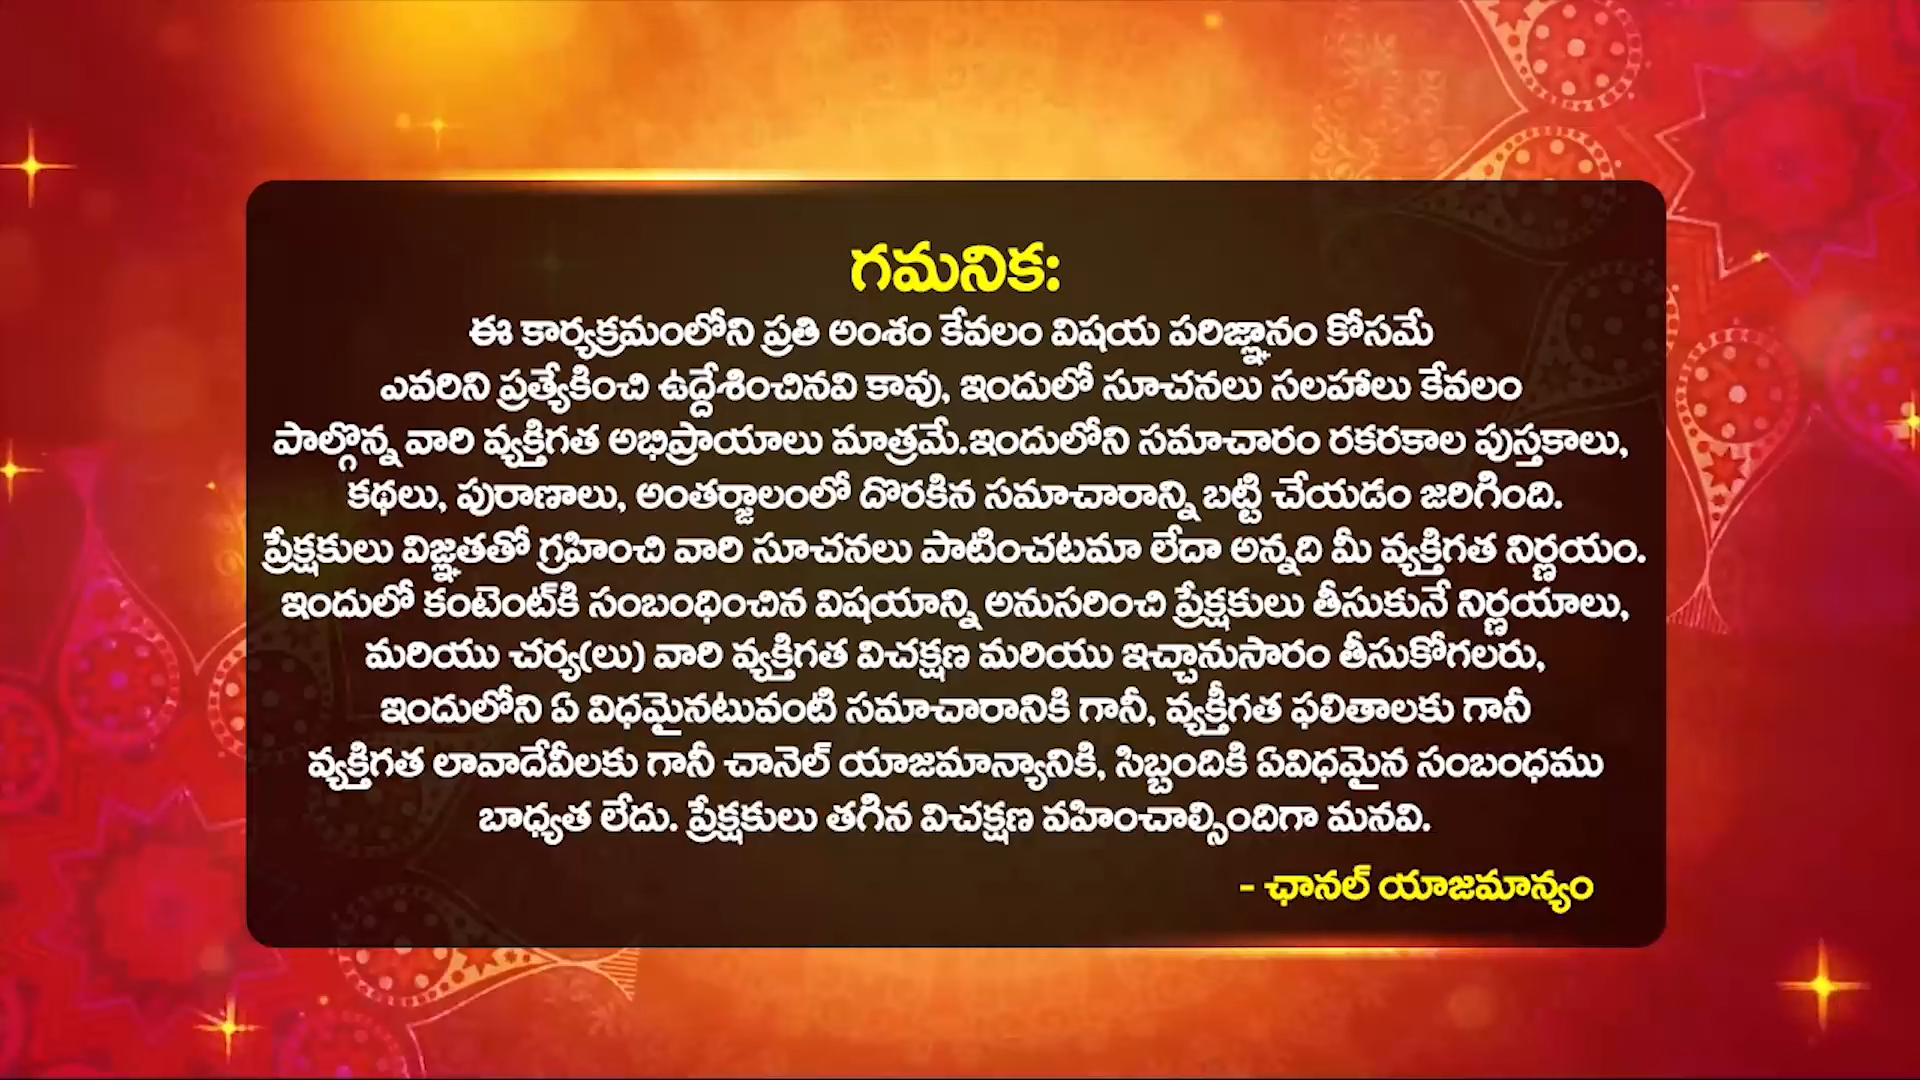 గమనిక:
ఈ కార్యక్రమంలోని ప్రతి అంశం కేవలం విషయ పరిజ్ఞానం కోసమే
ఎవరిని ప్రత్యేకించి ఉద్దేశించినవి కావు, ఇందులో సూచనలు సలహాలు కేవలం
పాల్గొన్న వారి వ్యక్తిగత అభిప్రాయాలు మాత్రమే.ఇందులోని సమాచారం రకరకాల పుస్తకాలు,
కథలు, పురాణాలు, అంతర్జాలంలో దొరకిన సమాచారాన్ని బట్టి చేయడం జరిగింది.
ప్రేక్షకులు విజ్ఞతతో గ్రహించి వారి సూచనలు పాటించటమా లేదా అన్నది మీ వ్యక్తిగత నిర్ణయం.
ఇందులో కంటెంట్‌కి సంబంధించిన విషయాన్ని అనుసరించి ప్రేక్షకులు తీసుకునే నిర్ణయాలు,
మరియు చర్య(లు) వారి వ్యక్తిగత విచక్షణ మరియు ఇచ్ఛానుసారం తీసుకోగలరు,
ఇందులోని ఏ విధమైనటువంటి సమాచారానికి గానీ, వ్యక్తీగత ఫలితాలకు గానీ
వ్యక్తిగత లావాదేవీలకు గానీ చానెల్ యాజమాన్యానికి, సిబ్బందికి ఏవిధమైన సంబంధము
బాధ్యత లేదు. ప్రేక్షకులు తగిన విచక్షణ వహించాల్సిందిగా మనవి.
- ఛానల్ యాజమాన్యం